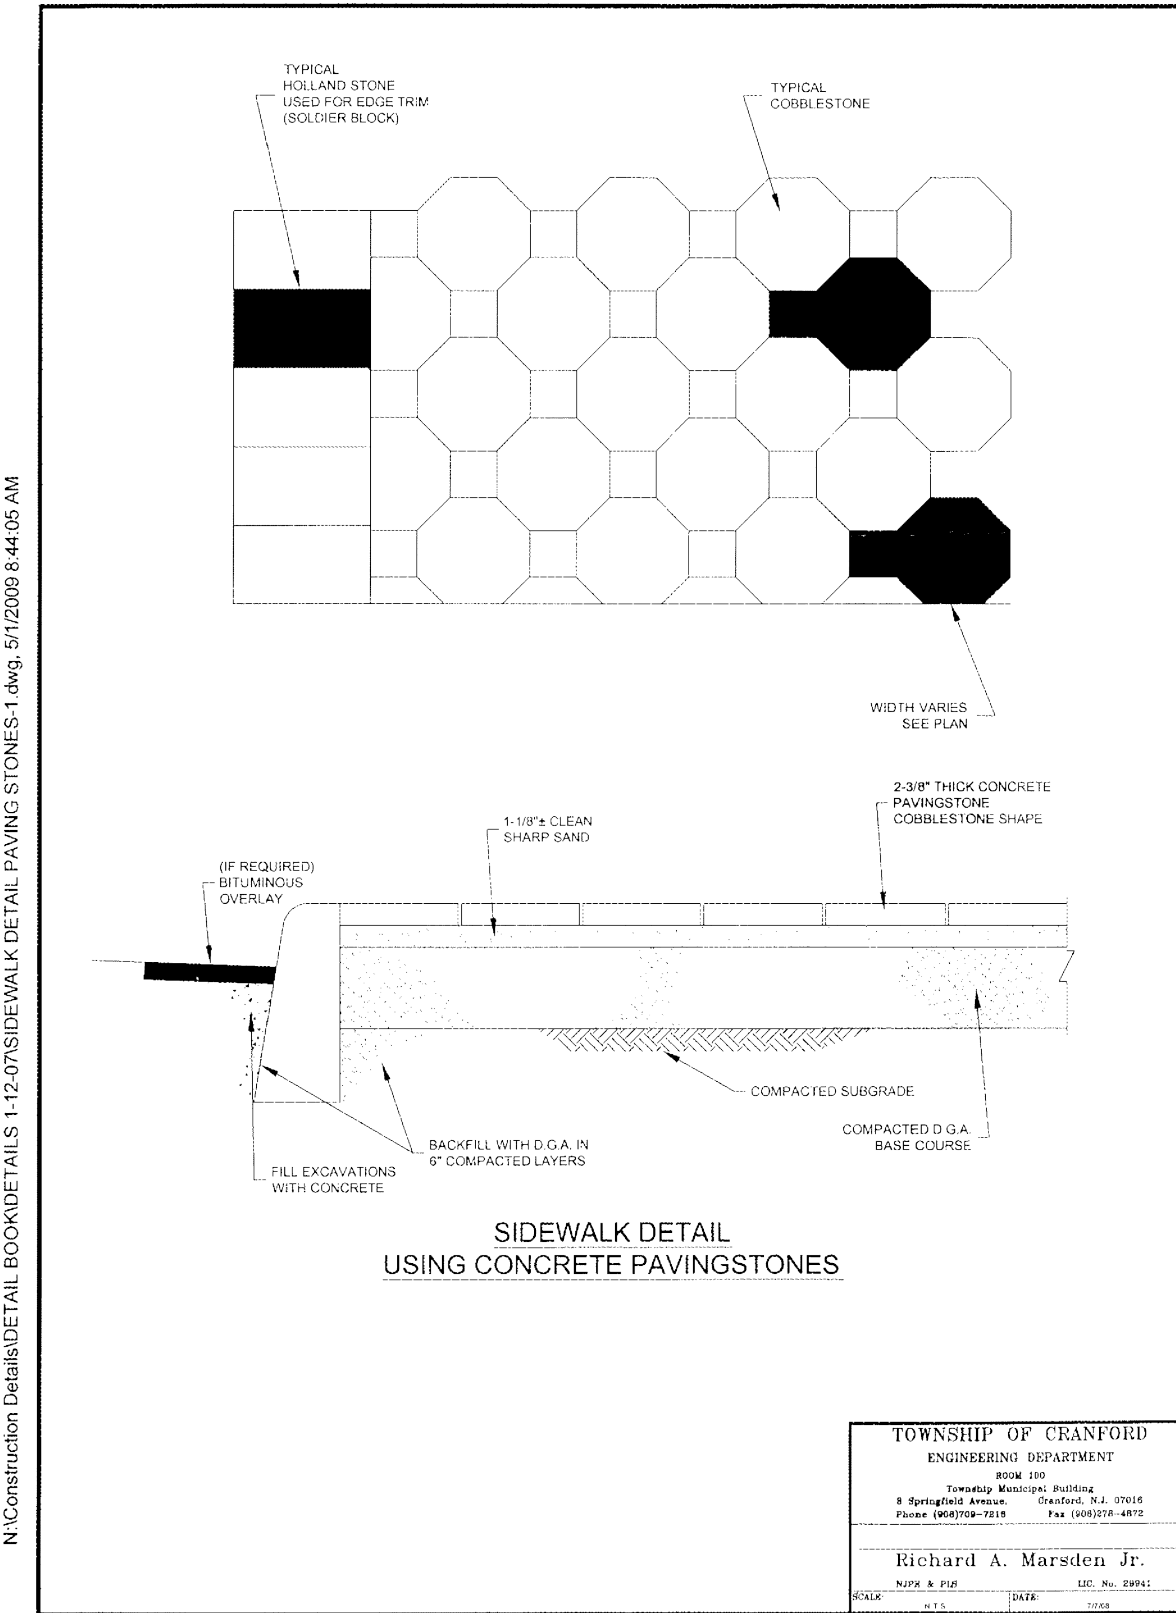 TYPICAL
HOLLAND STONE
USED FOR EDGE TRIM
(SOLDIER BLOCK)
TYPICAL
COBBLESTONE
WIDTH VARIES
SEE PLAN
2-3/8" THICK CONCRETE
PAVINGSTONE
COBBLESTONE SHAPE
1-1/8"± CLEAN
SHARP SAND
(IF REQUIRED)
BITUMINOUS
OVERLAY
COMPACTED SUBGRADE
COMPACTED D.G.A.
BASE COURSE
BACKFILL WITH D.G.A. IN
6" COMPACTED LAYERS
FILL EXCAVATIONS
WITH CONCRETE
SIDEWALK DETAIL
USING CONCRETE PAVINGSTONES
N:\Construction Details\DETAIL BOOK\DETAILS 1-12-07\SIDEWALK DETAIL PAVING STONES-1.dwg, 5/1/2009 8:44:05 AM
TOWNSHIP OF CRANFORD
ENGINEERING DEPARTMENT
ROOM 100
Township Municipal Building
8 Springfield Avenue, Cranford, N.J. 07016
Phone (908)709-7216 Fax (908)276-4872
Richard A. Marsden Jr.
NJPE & PLS LIC. No. 29941
SCALE: DATE:
N T S 7/7/08